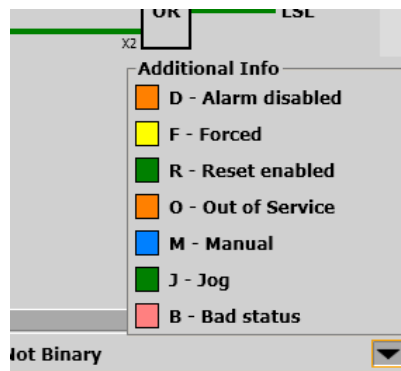 OR LSL
X2
Additional Info
D - Alarm disabled
F - Forced
R - Reset enabled
O - Out of Service
M - Manual
J - Jog
B - Bad status
Not Binary